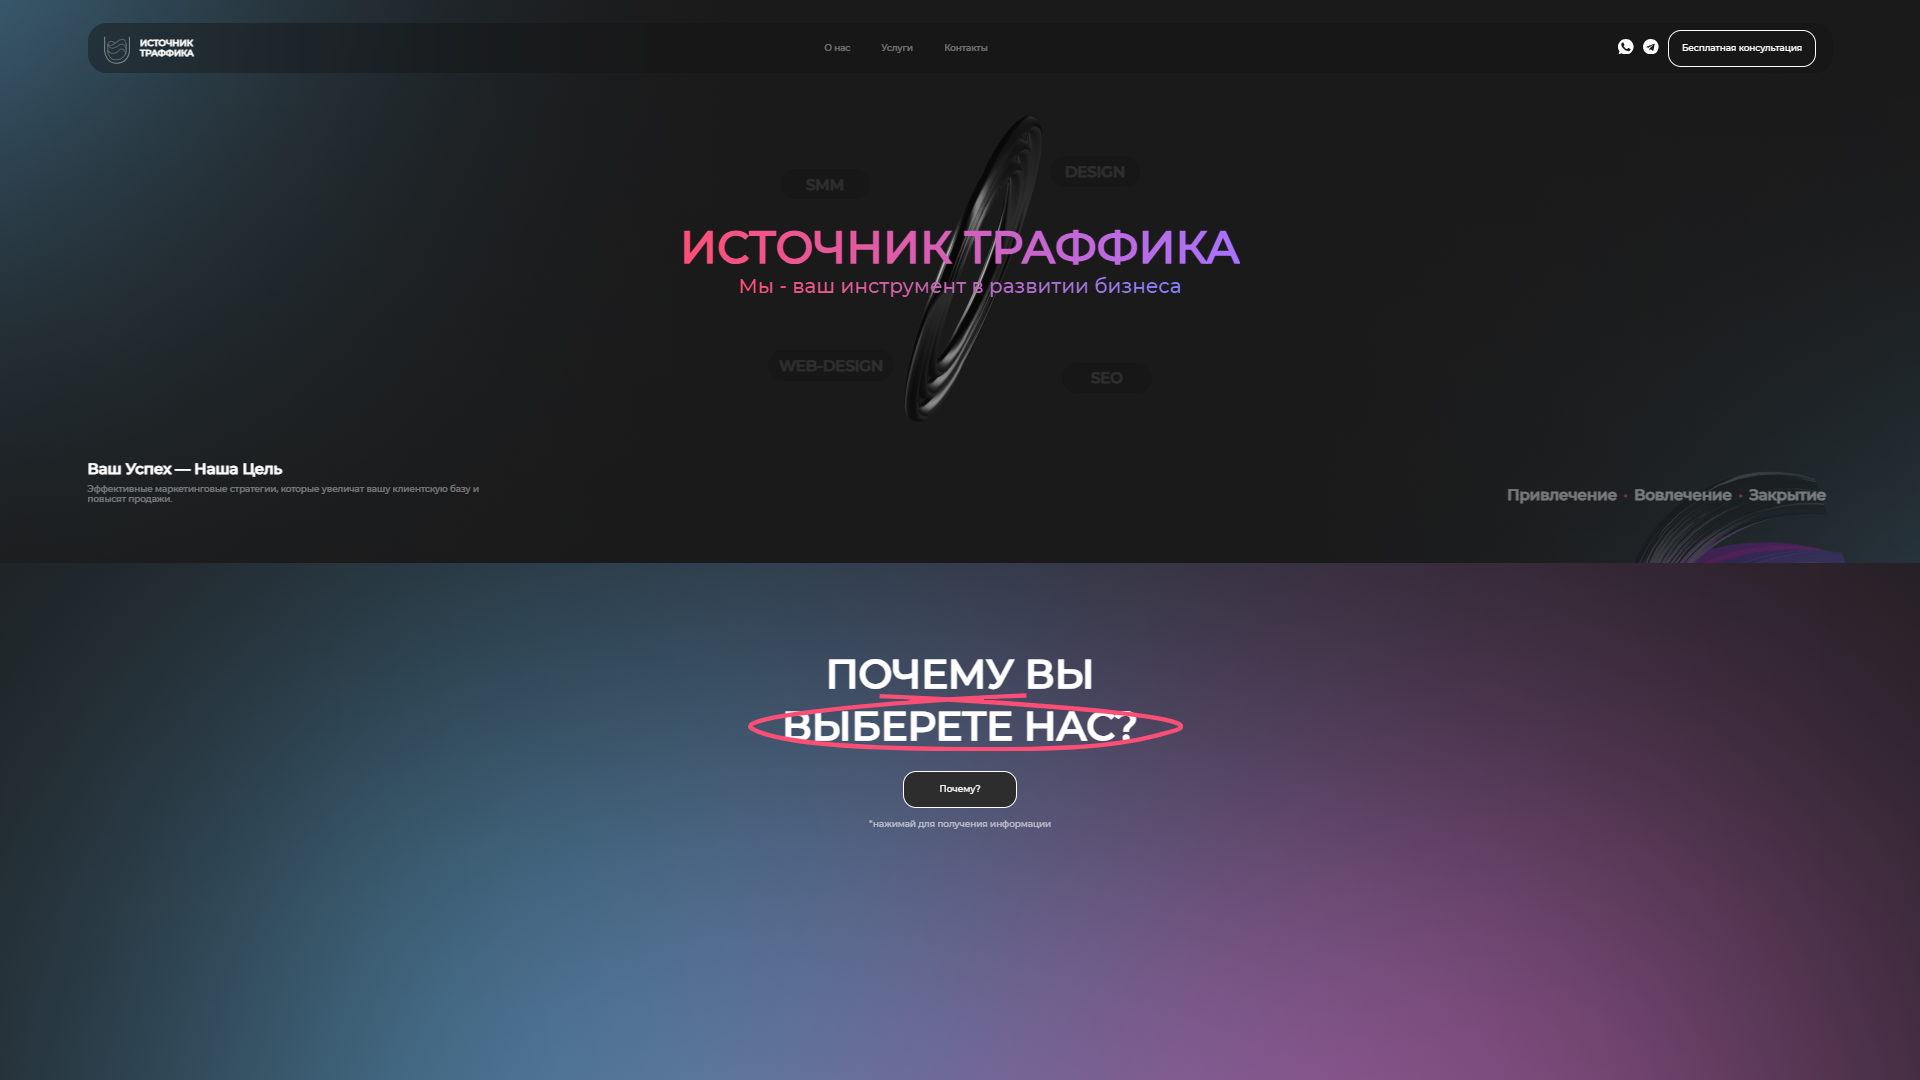 ИСТОЧНИК
ТРАФФИКА
О нас
Услуги
Контакты
Бесплатная консультация
SMM
DESIGN
ИСТОЧНИК ТРАФФИКА
Мы - ваш инструмент в развитии бизнеса
WEB-DESIGN
SEO
Ваш Успех — Наша Цель
Эффективные маркетинговые стратегии, которые увеличат вашу клиентскую базу и
повысят продажи.
Привлечение • Вовлечение • Закрытие
ПОЧЕМУ ВЫ
ВЫБЕРЕТЕ НАС?
Почему?
*нажимай для получения информации